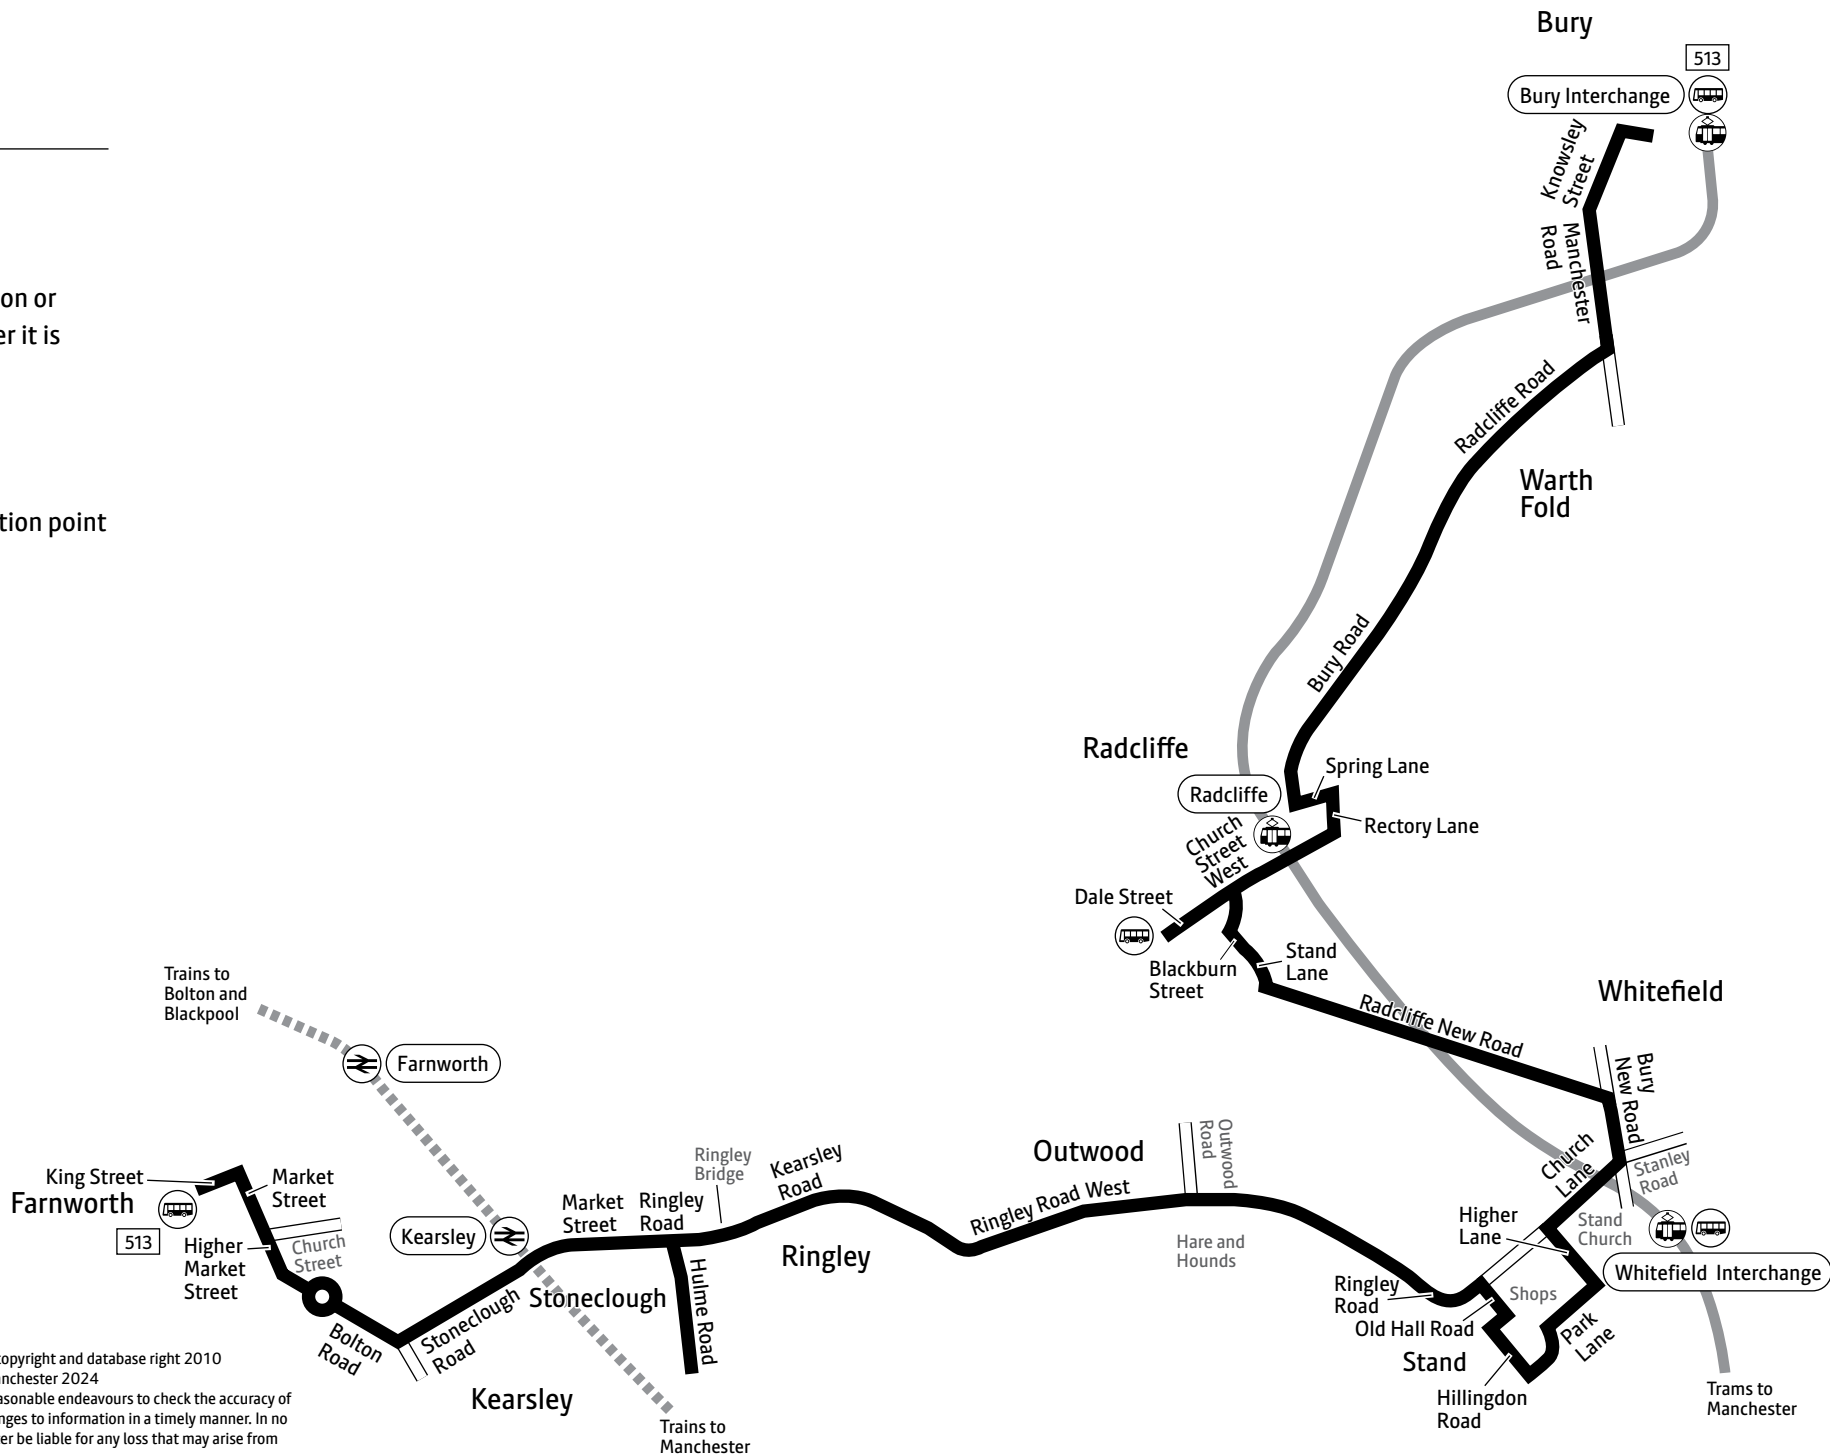 Bury
513
Bury Interchange
Knowsley
Street
Manchester
Road
on or
er it is
Radcliffe Road
Warth
Fold
tion point
Bury Road
Radcliffe
Spring Lane
Radcliffe
Rectory Lane
Church
Street
West
Dale Street
Stand
Lane
Blackburn
Street
Whitefield
Radcliffe New Road
Trains to
Bolton and
Blackpool
Farnworth
Bury
New Road
Church
Lane
Stanley
Road
Outwood
Outwood
Road
Ringley
Bridge
Kearsley
Road
King Street
Farnworth
513
Market
Street
Church
Street
Higher
Market
Street
Kearsley
Market
Street
Ringley
Road
Ringley Road West
Higher
Lane
Stand
Church
Hare and
Hounds
Ringley
Whitefield Interchange
Shops
Ringley
Road
Old Hall Road
Stand
Park
Lane
Hillingdon
Road
Stoneclough
Hulme Road
Stoneclough
Road
Bolton
Road
Kearsley
Trains to
Manchester
Trams to
Manchester
opyright and database right 2010
nchester 2024
asonable endeavours to check the accuracy of
nges to information in a timely manner. In no
ter be liable for any loss that may arise from